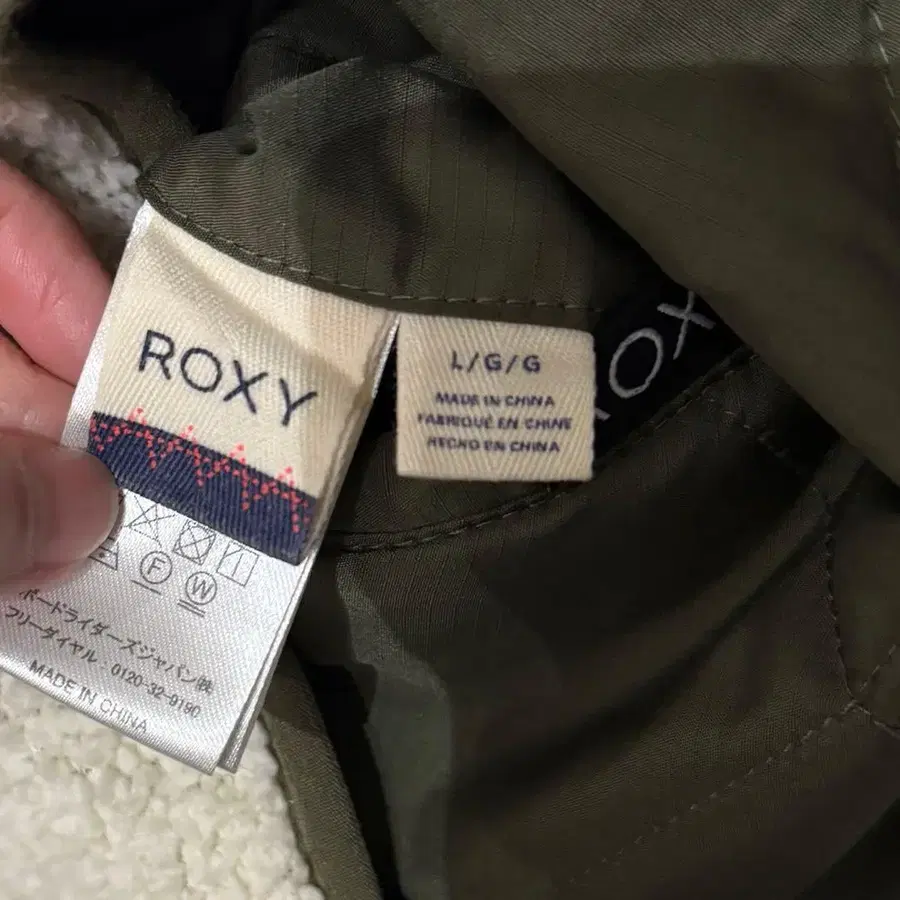 ROXY
L/G/G
MADE IN CHINA
FABRIQUÉ EN CHINE
HECHO EN CHINA
OX
F
W
ボードライダーズジャパン㈱
フリーダイヤル：0120-32-9190
MADE IN CHINA